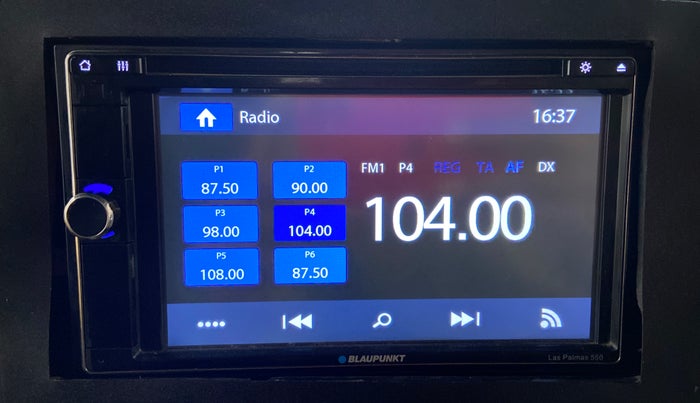 Radio
16:37
P1
87.50
P2
90.00
FM1 P4 REG TA AF DX
P3
98.00
P4
104.00
104.00
P5
108.00
P6
87.50
BLAUPUNKT
Las Palmas 550